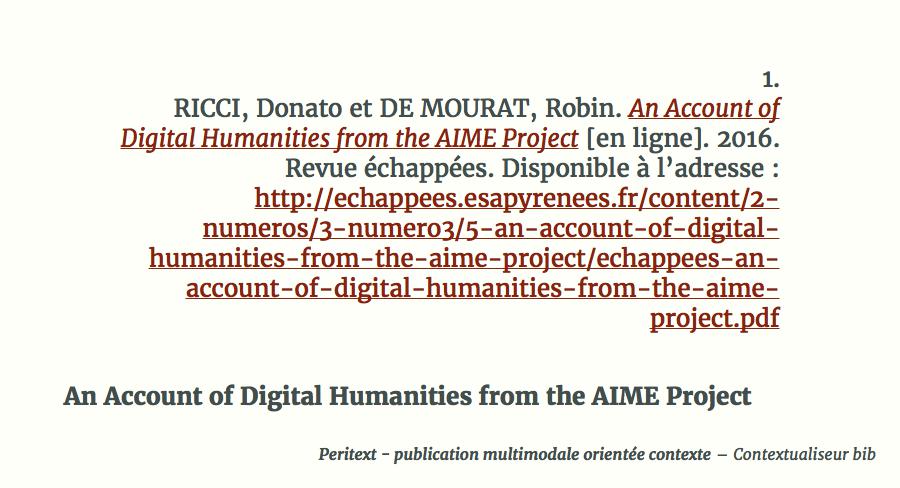 1.
RICCI, Donato et DE MOURAT, Robin. An Account of
Digital Humanities from the AIME Project [en ligne]. 2016.
Revue échappées. Disponible à l’adresse :
http://echappees.esapyrenees.fr/content/2-
numeros/3-numero3/5-an-account-of-digital-
humanities-from-the-aime-project/echappees-an-
account-of-digital-humanities-from-the-aime-
project.pdf
An Account of Digital Humanities from the AIME Project
Peritext - publication multimodale orientée contexte – Contextualiseur bib